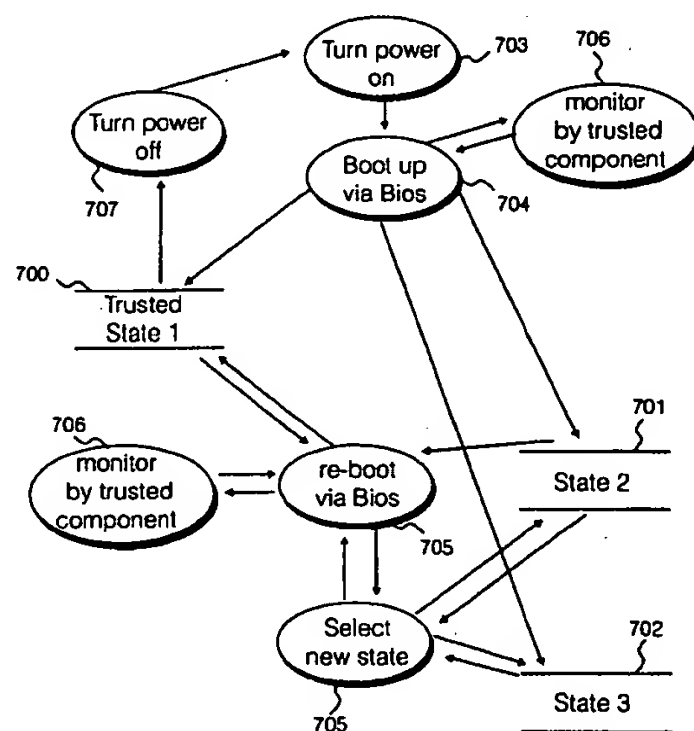 Turn power
on
703
706
monitor
by trusted
component
Turn power
off
707
Boot up
via Bios
704
700
Trusted
State 1
701
State 2
706
monitor
by trusted
component
re-boot
via Bios
705
Select
new state
705
702
State 3